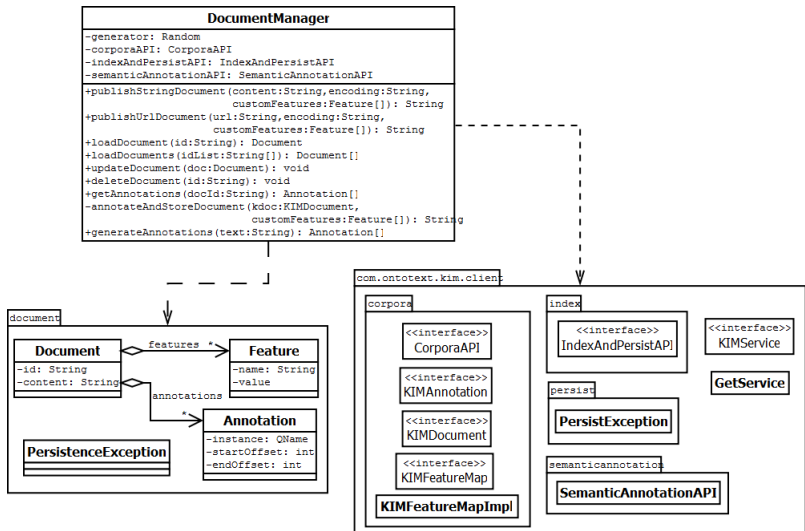 DocumentManager
-generator: Random
-corporaAPI: CorporaAPI
-indexAndPersistAPI: IndexAndPersistAPI
-semanticAnnotationAPI: SemanticAnnotationAPI
+publishStringDocument(content:String,encoding:String,
customFeatures:Feature[]): String
+publishUrlDocument(url:String,encoding:String,
customFeatures:Feature[]): String
+loadDocument(id:String): Document
+loadDocuments(idList:String[]): Document[]
+updateDocument(doc:Document): void
+deleteDocument(id:String): void
+getAnnotations(docId:String): Annotation[]
-annotateAndStoreDocument(kdoc:KIMDocument,
customFeatures:Feature[]): String
+generateAnnotations(text:String): Annotation[]
document
Document
-id: String
-content: String
features *
Feature
-name: String
-value
annotations
*
Annotation
-instance: QName
-startOffset: int
-endOffset: int
PersistenceException
com.ontotext.kim.client
corpora
<<interface>>
CorporaAPI
<<interface>>
KIMAnnotation
<<interface>>
KIMDocument
<<interface>>
KIMFeatureMap
KIMFeatureMapImpl
index
<<interface>>
IndexAndPersistAPI
<<interface>>
KIMService
GetService
persist
PersistException
semanticannotation
SemanticAnnotationAPI